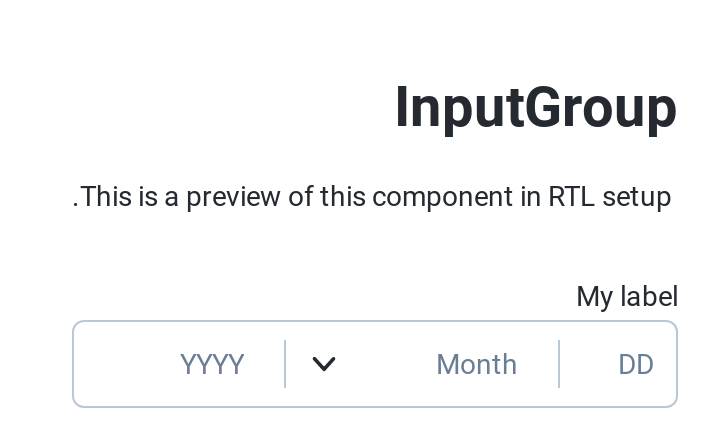 InputGroup
.This is a preview of this component in RTL setup
My label
DD Month YYYY